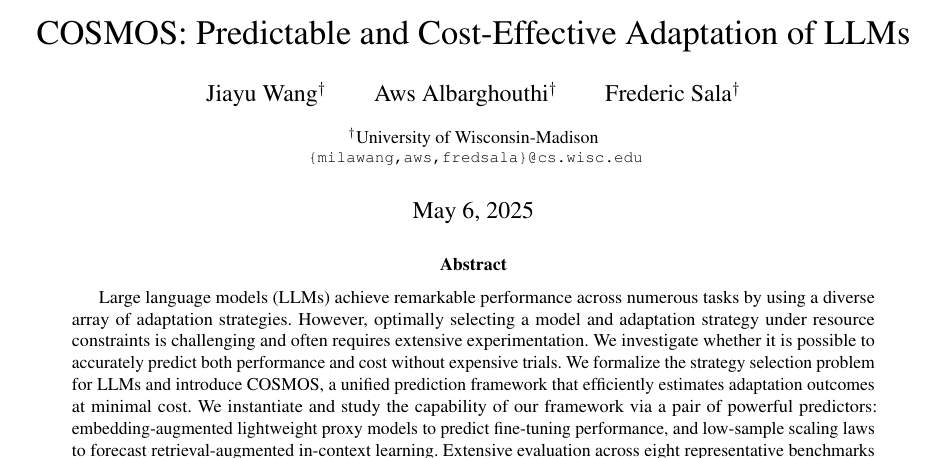 COSMOS: Predictable and Cost-Effective Adaptation of LLMs
Jiayu Wang† Aws Albarghouthi† Frederic Sala†
†University of Wisconsin-Madison
{milawang,aws,fredsala}@cs.wisc.edu
May 6, 2025
Abstract
Large language models (LLMs) achieve remarkable performance across numerous tasks by using a diverse
array of adaptation strategies. However, optimally selecting a model and adaptation strategy under resource
constraints is challenging and often requires extensive experimentation. We investigate whether it is possible to
accurately predict both performance and cost without expensive trials. We formalize the strategy selection problem
for LLMs and introduce COSMOS, a unified prediction framework that efficiently estimates adaptation outcomes
at minimal cost. We instantiate and study the capability of our framework via a pair of powerful predictors:
embedding-augmented lightweight proxy models to predict fine-tuning performance, and low-sample scaling laws
to forecast retrieval-augmented in-context learning. Extensive evaluation across eight representative benchmarks